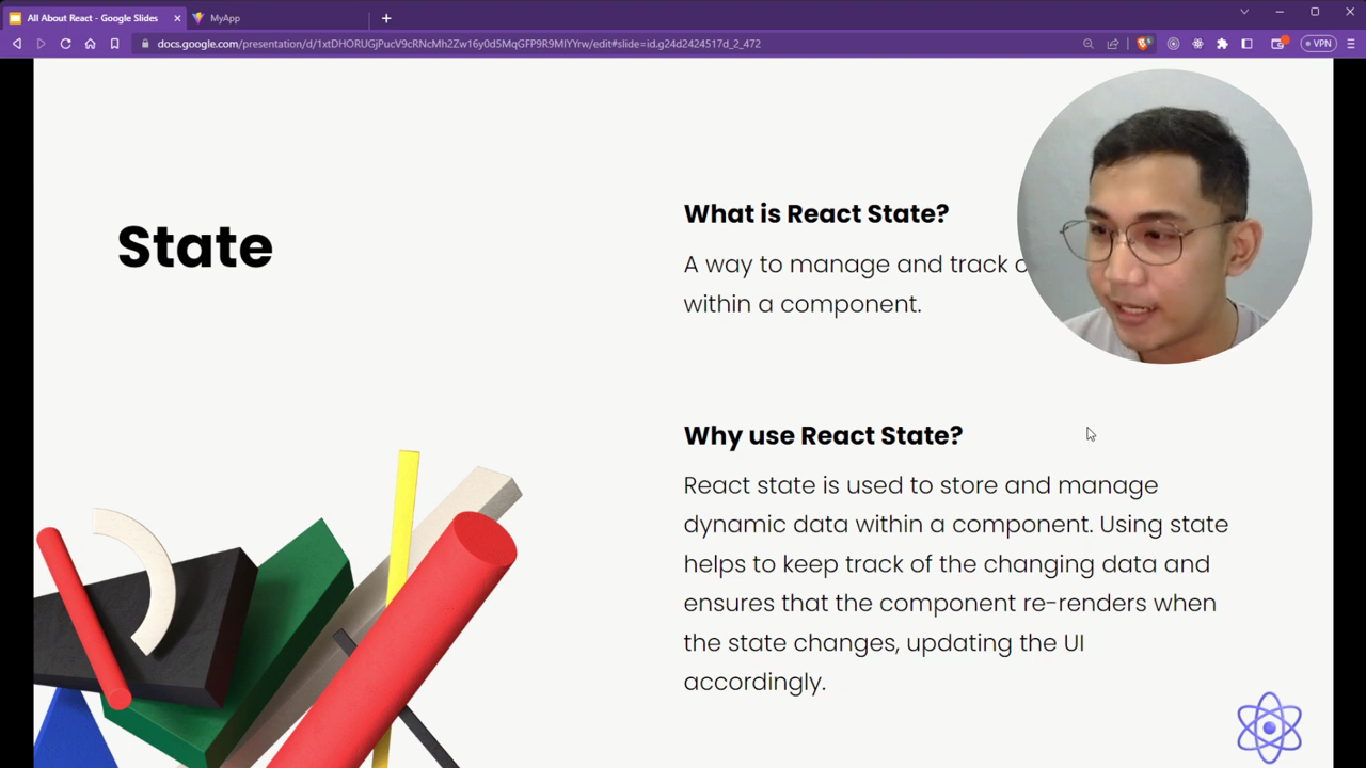 All About React - Google Slides
MyApp
docs.google.com/presentation/d/1xtDHORUGjPucV9cRlNcMh2Zw16y0d5MqGFP9R9MIYYrw/edit#slide=id.g24d2424517d_2_472
VPN
State
What is React State?
A way to manage and track
within a component.
Why use React State?
React state is used to store and manage
dynamic data within a component. Using state
helps to keep track of the changing data and
ensures that the component re-renders when
the state changes, updating the UI
accordingly.